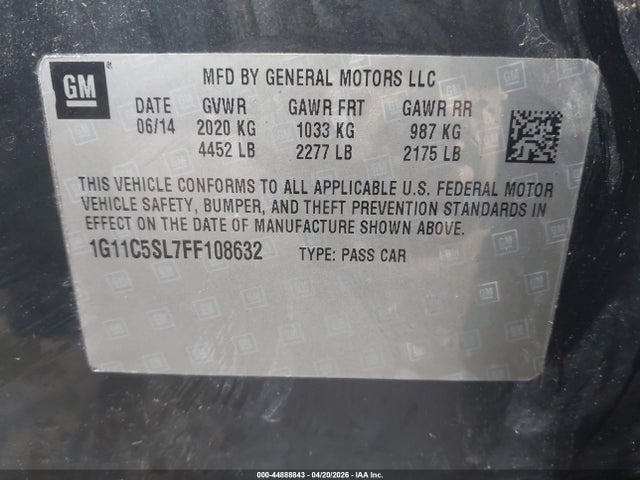 GM
MFD BY GENERAL MOTORS LLC
DATE GVWR GAWR FRT GAWR RR
06/14 2020 KG 1033 KG 987 KG
4452 LB 2277 LB 2175 LB
THIS VEHICLE CONFORMS TO ALL APPLICABLE U.S. FEDERAL MOTOR
VEHICLE SAFETY, BUMPER, AND THEFT PREVENTION STANDARDS IN
EFFECT ON THE DATE OF MANUFACTURE SHOWN ABOVE.
1G11C5SL7FF108632 TYPE: PASS CAR
000-44888843 - 04/20/2026 - IAA Inc.